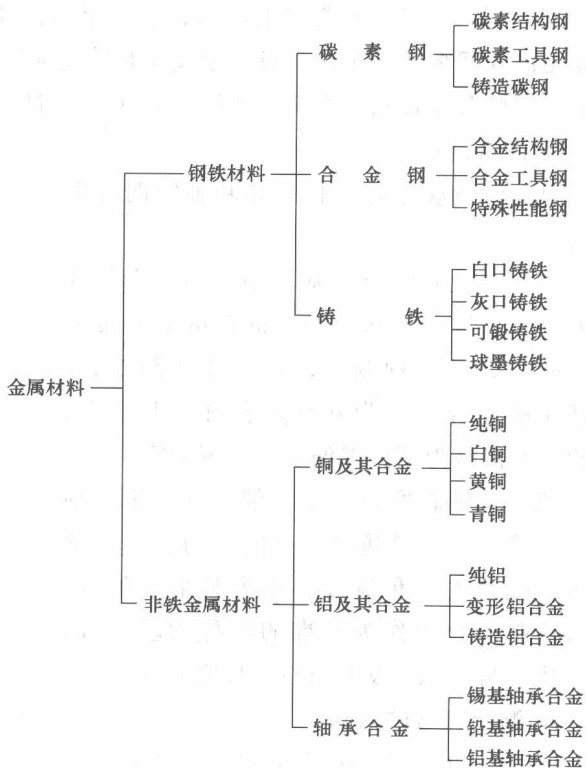 碳素结构钢
碳素钢
碳素工具钢
铸造碳钢
合金结构钢
钢铁材料
合金钢
合金工具钢
特殊性能钢
白口铸铁
灰口铸铁
铸铁
可锻铸铁
球墨铸铁
金属材料
纯铜
白铜
铜及其合金
黄铜
青铜
纯铝
非铁金属材料
铝及其合金
变形铝合金
铸造铝合金
锡基轴承合金
轴承合金
铅基轴承合金
铝基轴承合金